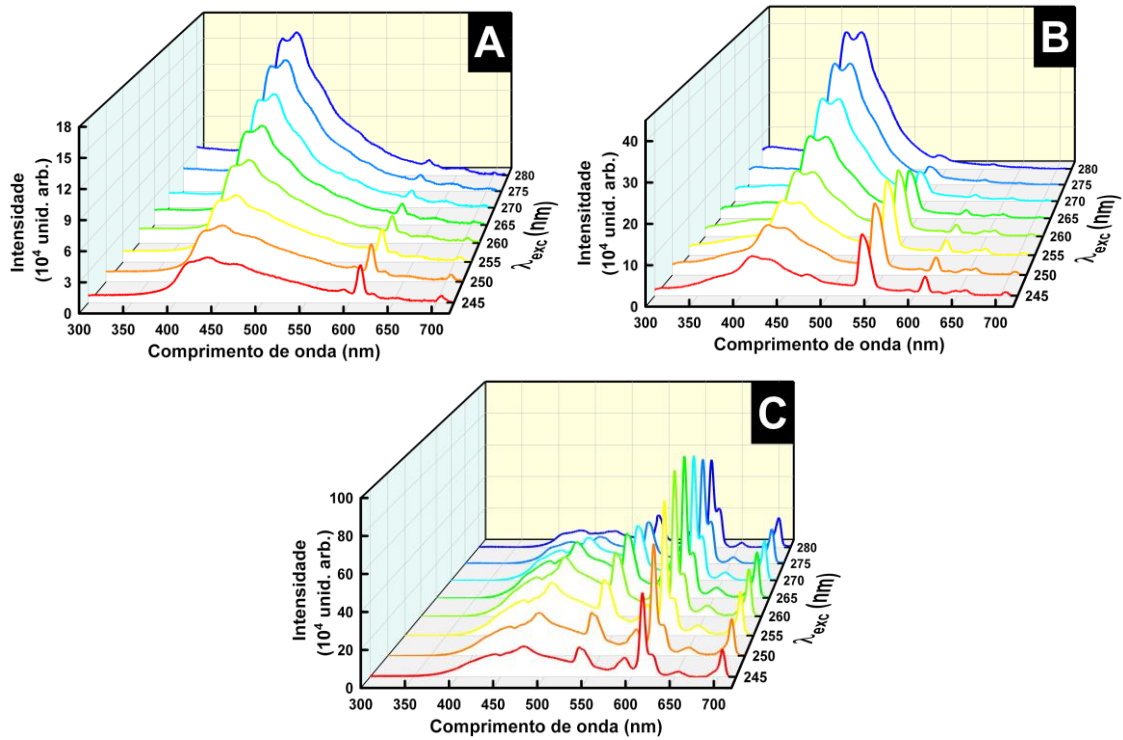 A
Intensidade
(10⁴ unid. arb.)
18
15
12
9
6
3
0
300 350 400 450 500 550 600 650 700
Comprimento de onda (nm)
280
275
270
265
260
255
250
245
λexc (nm)
B
Intensitdade
(10⁴ unid. arb.)
40
30
20
10
0
300 350 400 450 500 550 600 650 700
Comprimento de onda (nm)
280
275
270
265
260
255
250
245
λexc (nm)
C
Intensidade
(10⁴ unid. arb.)
100
80
60
40
20
0
300 350 400 450 500 550 600 650 700
Comprimento de onda (nm)
280
275
270
265
260
255
250
245
λexc (nm)